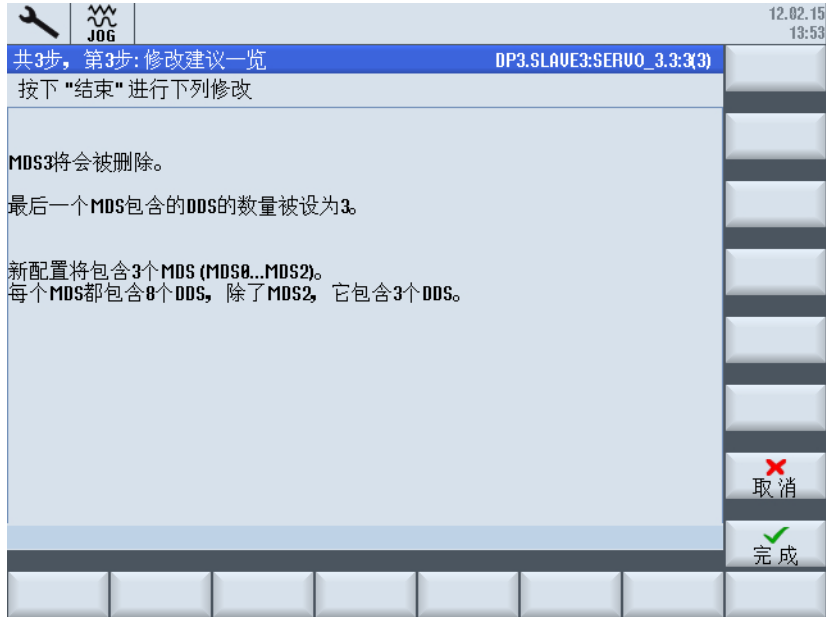 JOG
12.02.15
13:53
共3步，第3步: 修改建议一览 DP3.SLAVE3:SERVO_3.3:3(3)
按下 "结束" 进行下列修改
MDS3将会被删除。
最后一个MDS包含的DDS的数量被设为3。
新配置将包含3个MDS (MDS0...MDS2)。
每个MDS都包含8个DDS，除了MDS2，它包含3个DDS。
取消
完成